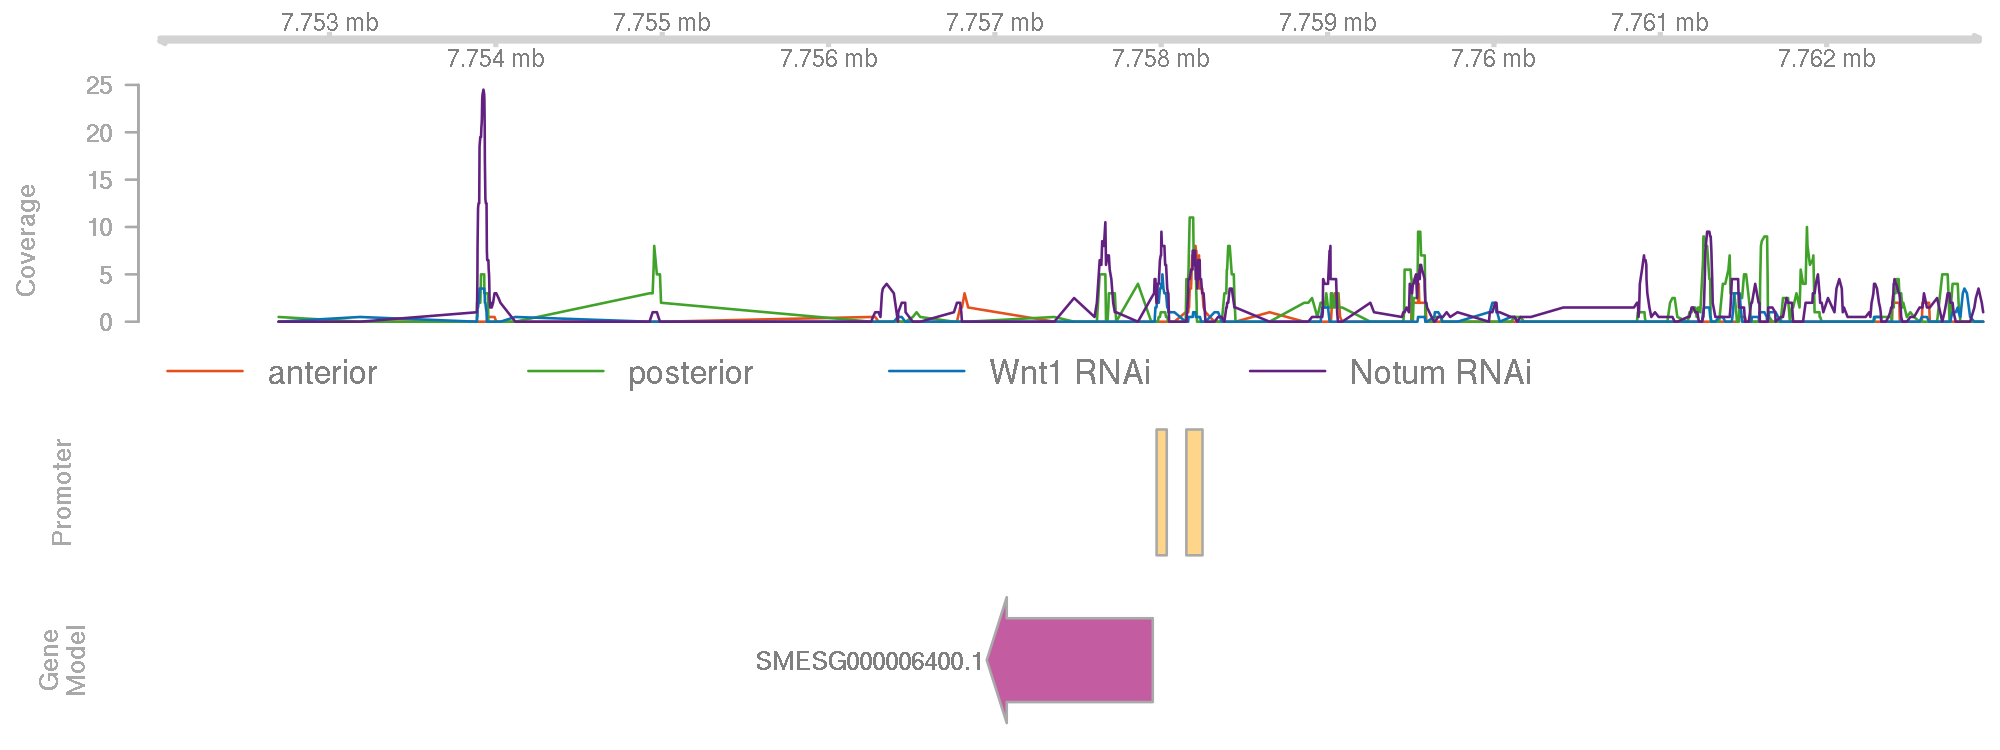 7.753 mb 7.755 mb 7.757 mb 7.759 mb 7.761 mb
7.754 mb 7.756 mb 7.758 mb 7.76 mb 7.762 mb
Coverage
25
20
15
10
5
0
anterior posterior Wnt1 RNAi Notum RNAi
Promoter
Gene
Model
SMESG000006400.1